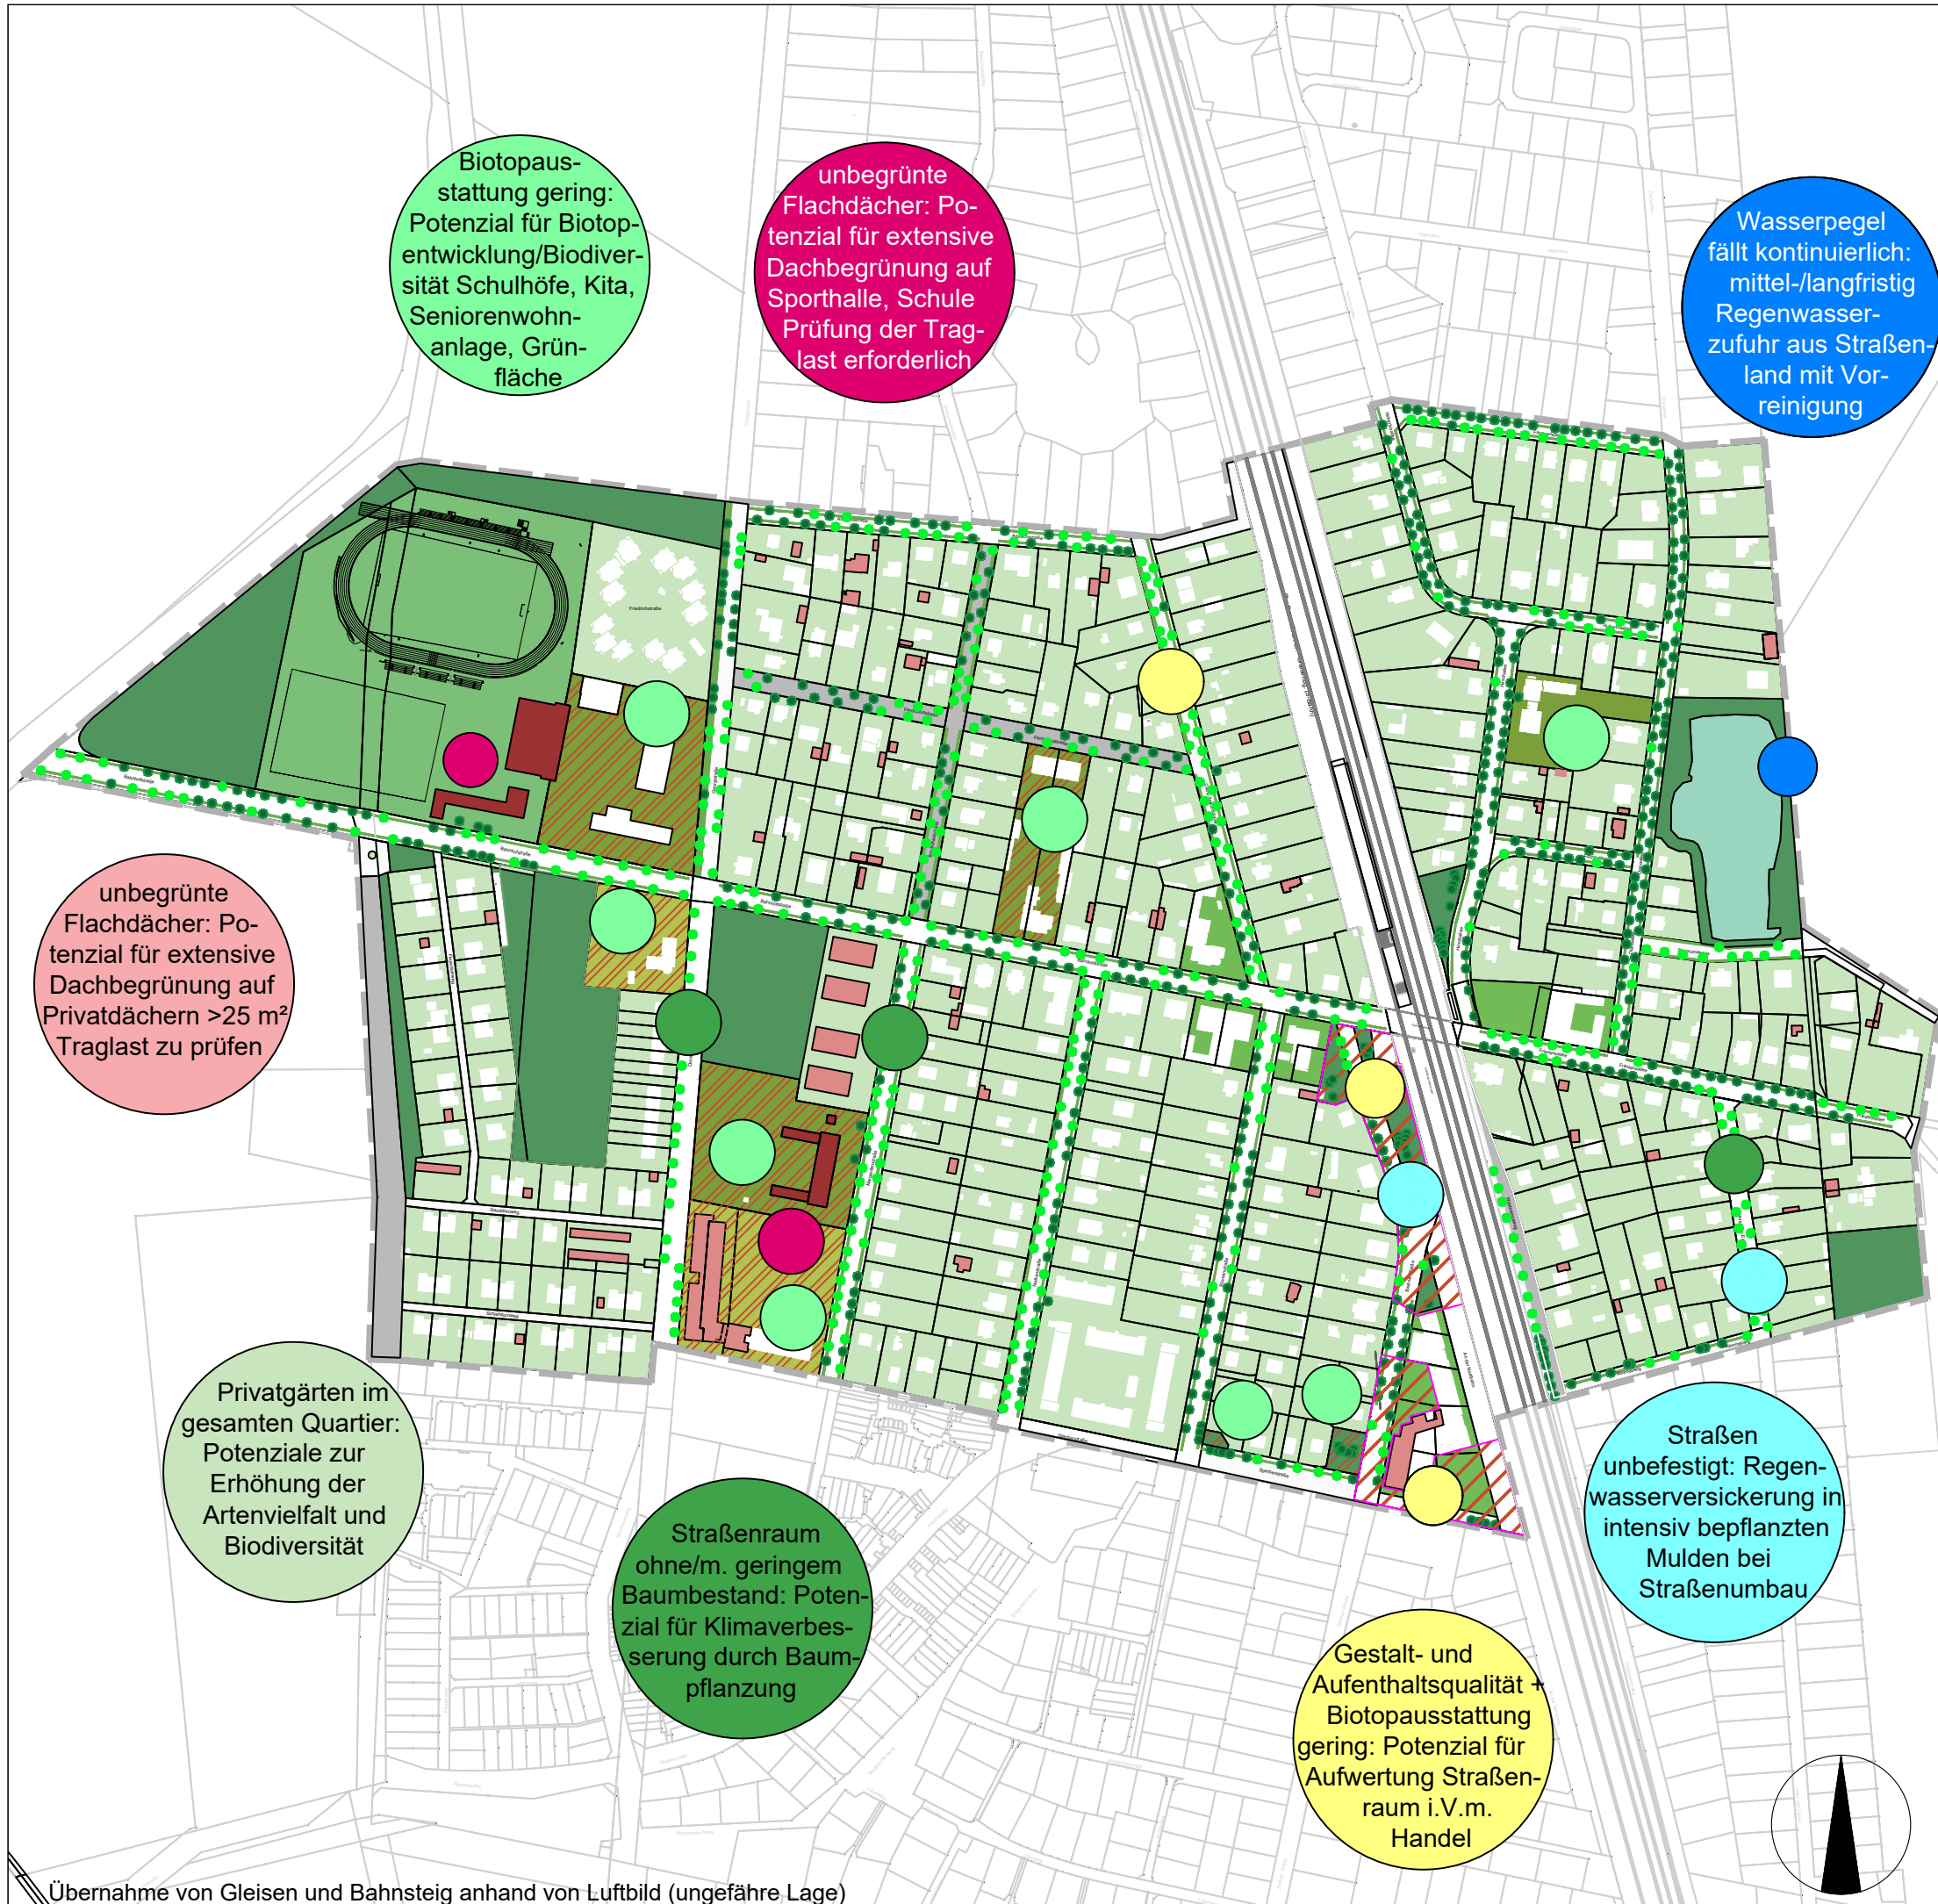 Biotopaus-
stattung gering:
Potenzial für Biotop-
entwicklung/Biodiver-
sität Schulhöfe, Kita,
Seniorenwohn-
anlage, Grün-
fläche
unbegrünte
Flachdächer: Po-
tenzial für extensive
Dachbegrünung auf
Sporthalle, Schule
Prüfung der Trag-
last erforderlich
Wasserpegel
fällt kontinuierlich:
mittel-/langfristig
Regenwasser-
zufuhr aus Straßen-
land mit Vor-
reinigung
Friedrichstraße
Bahnhofstraße
Bahnhofstraße
Bahnhofstraße
unbegrünte
Flachdächer: Po-
tenzial für extensive
Dachbegrünung auf
Privatdächern >25 m²
Traglast zu prüfen
Privatgärten im
gesamten Quartier:
Potenziale zur
Erhöhung der
Artenvielfalt und
Biodiversität
Straßenraum
ohne/m. geringem
Baumbestand: Poten-
zial für Klimaverbes-
serung durch Baum-
pflanzung
Straßen
unbefestigt: Regen-
wasserversickerung in
intensiv bepflanzten
Mulden bei
Straßenumbau
Gestalt- und
Aufenthaltsqualität +
Biotopausstattung
gering: Potenzial für
Aufwertung Straßen-
raum i.V.m.
Handel
Übernahme von Gleisen und Bahnsteig anhand von Luftbild (ungefähre Lage)